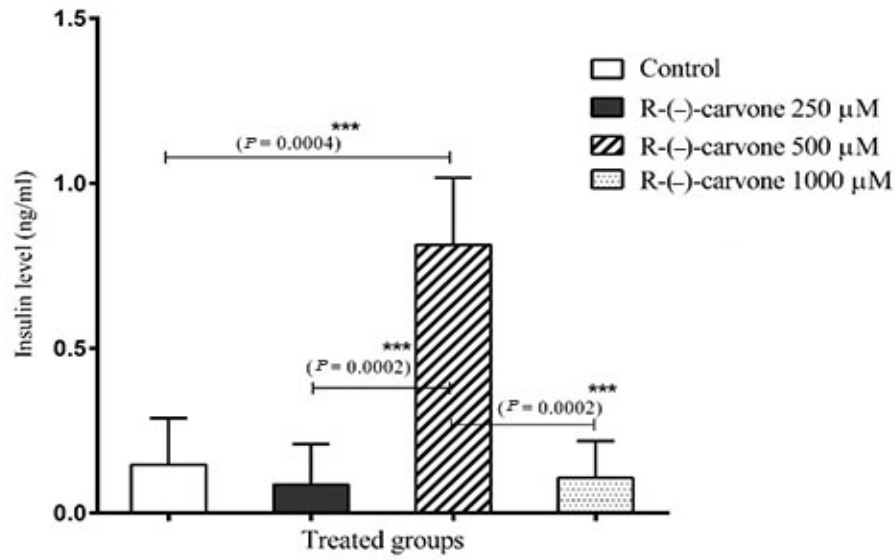 1.5
1.0
0.5
0.0
Insulin level (ng/ml)
Control
R-(–)-carvone 250 µM
R-(–)-carvone 500 µM
R-(–)-carvone 1000 µM
***
(P = 0.0004)
***
(P = 0.0002)
***
(P = 0.0002)
Treated groups